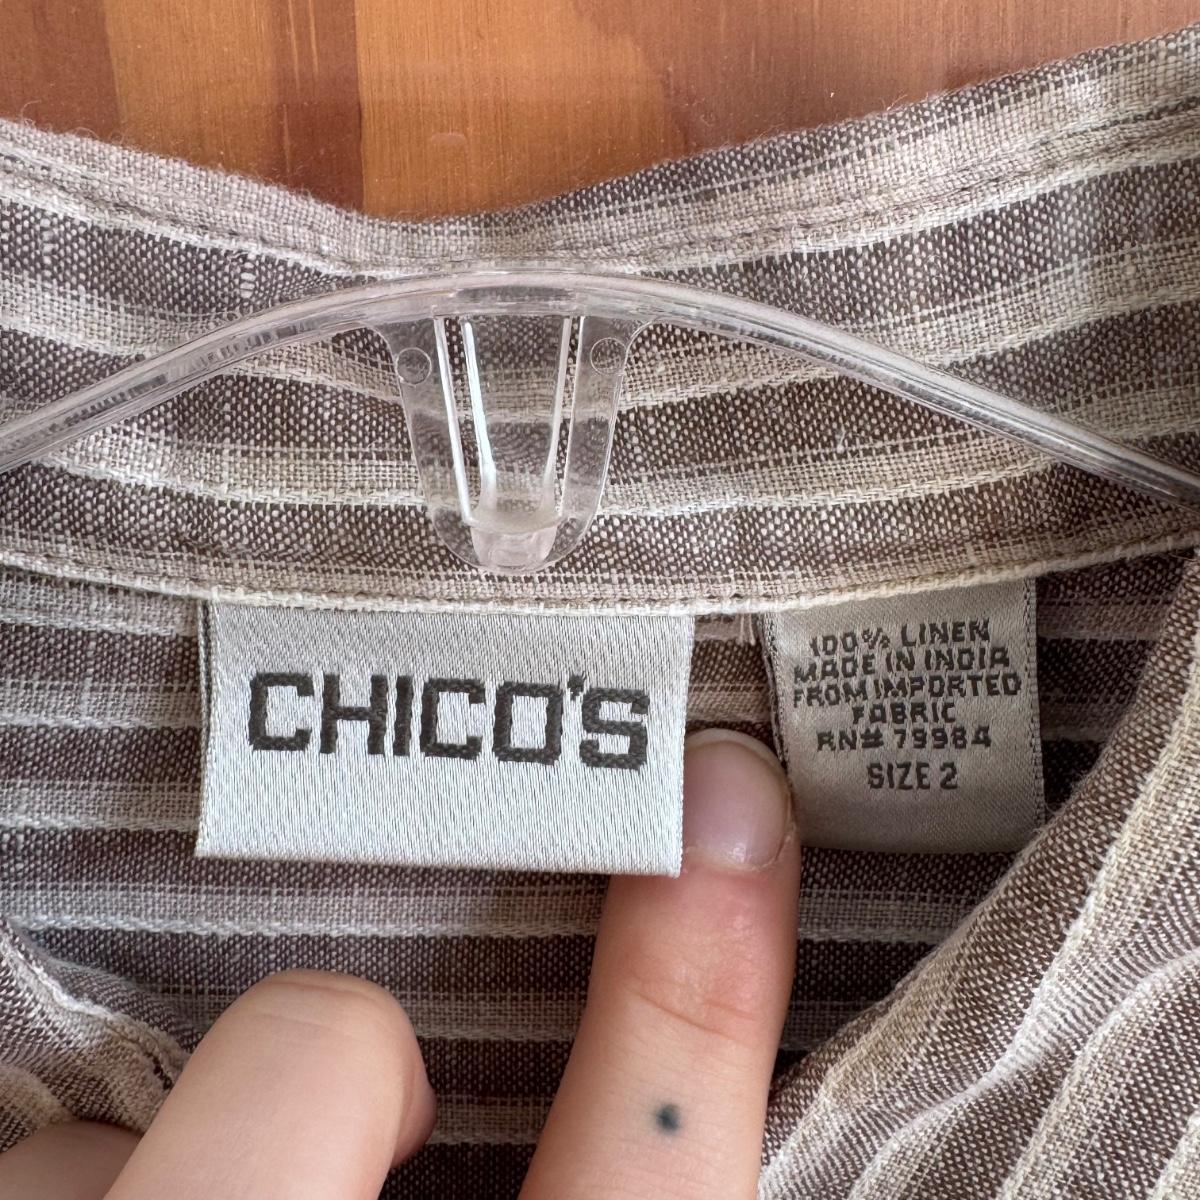 CHICO'S
100% LINEN
MADE IN INDIA
FROM IMPORTED
FABRIC
RN# 79984
SIZE 2